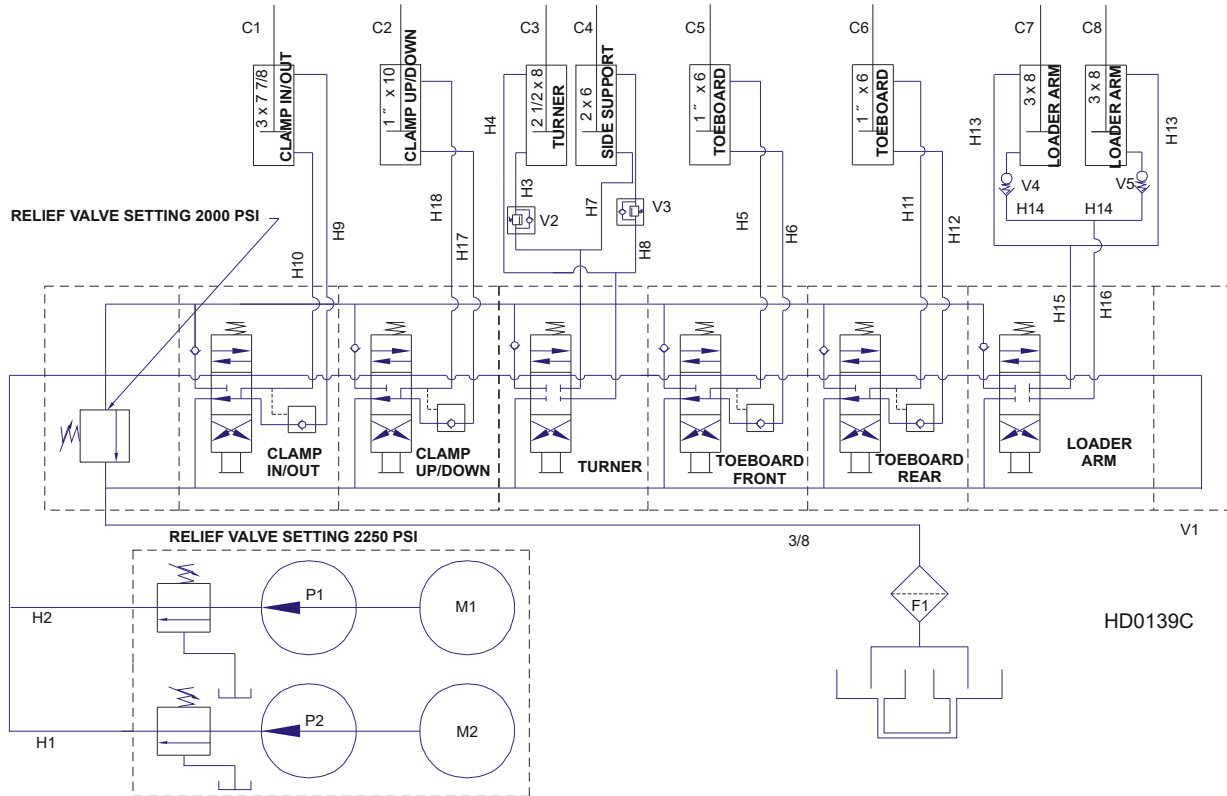 C1
C2
C3
C4
C5
C6
C7
C8
3 x 7 7/8
CLAMP IN/OUT
1 ″ x 10
CLAMP UP/DOWN
2 1/2 x 8
TURNER
2 x 6
SIDE SUPPORT
1 ″ x 6
TOEBOARD
1 ″ x 6
TOEBOARD
3 x 8
LOADER ARM
3 x 8
LOADER ARM
H4
H13
H13
H3
V4
V5
RELIEF VALVE SETTING 2000 PSI
H9
H10
H18
H17
V2
H7
V3
H8
H5
H6
H11
H12
H14
H14
H15
H16
CLAMP
IN/OUT
CLAMP
UP/DOWN
TURNER
TOEBOARD
FRONT
TOEBOARD
REAR
LOADER
ARM
V1
RELIEF VALVE SETTING 2250 PSI
3/8
H2
P1
M1
F1
HD0139C
H1
P2
M2